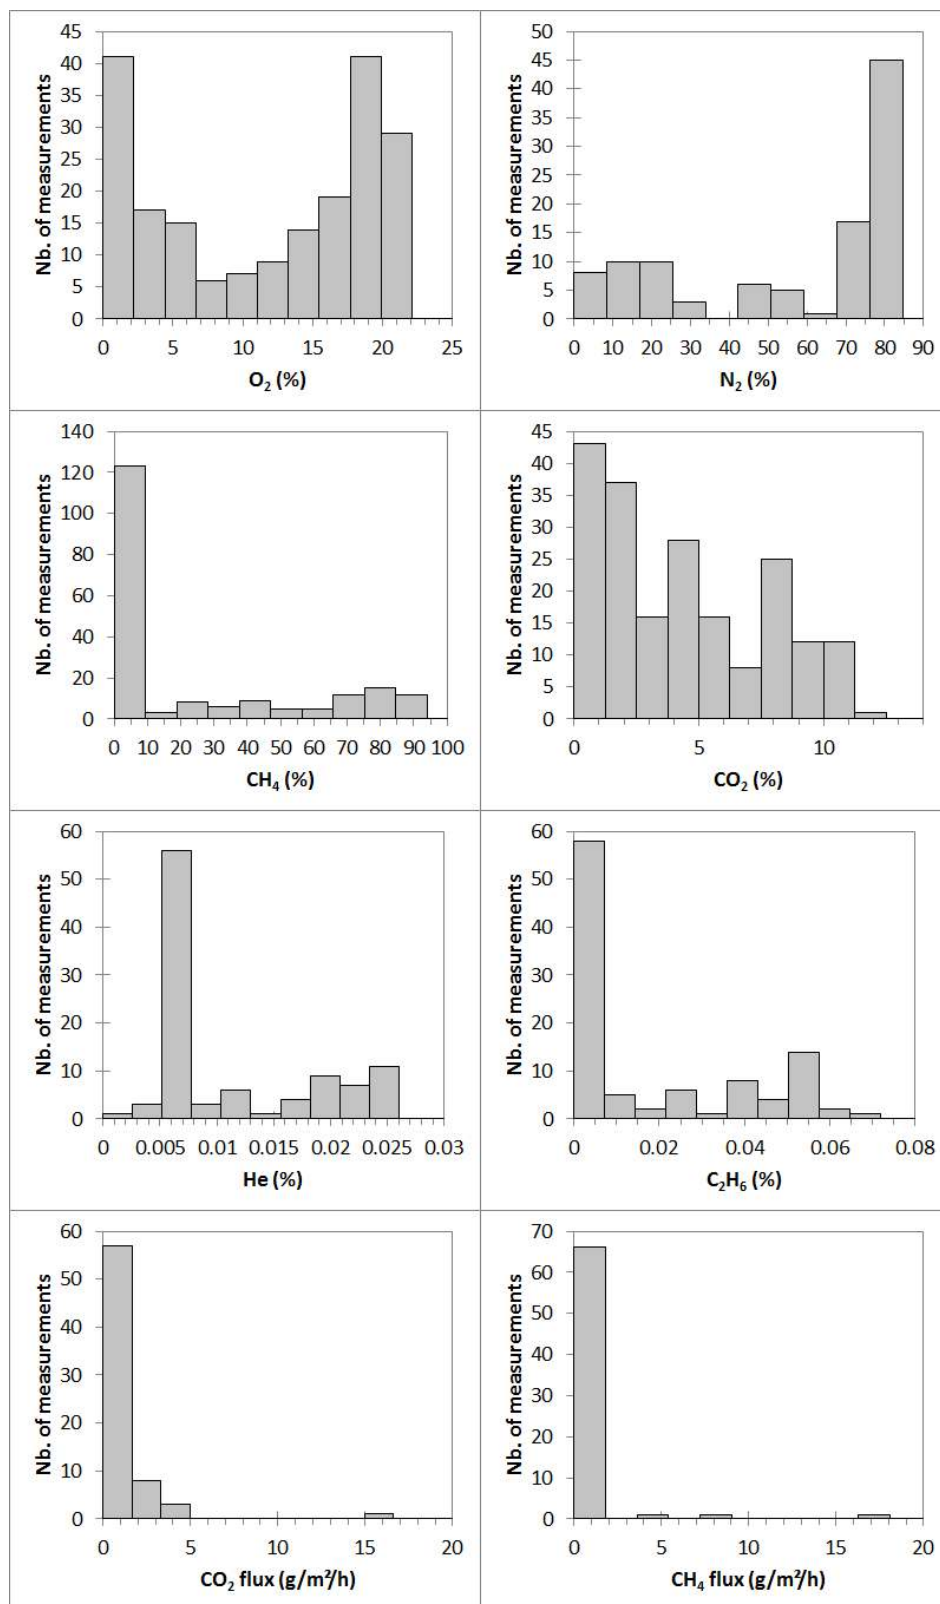 Nb. of measurements
45
40
35
30
25
20
15
10
5
0
0 5 10 15 20 25
O₂ (%)
Nb. of measurements
50
45
40
35
30
25
20
15
10
5
0
0 10 20 30 40 50 60 70 80 90
N₂ (%)
Nb. of measurements
140
120
100
80
60
40
20
0
0 10 20 30 40 50 60 70 80 90 100
CH₄ (%)
Nb. of measurements
45
40
35
30
25
20
15
10
5
0
0 5 10
CO₂ (%)
Nb. of measurements
60
50
40
30
20
10
0
0 0.005 0.01 0.015 0.02 0.025 0.03
He (%)
Nb. of measurements
60
50
40
30
20
10
0
0 0.02 0.04 0.06 0.08
C₂H₆ (%)
Nb. of measurements
60
50
40
30
20
10
0
0 5 10 15 20
CO₂ flux (g/m²/h)
Nb. of measurements
70
60
50
40
30
20
10
0
0 5 10 15 20
CH₄ flux (g/m²/h)